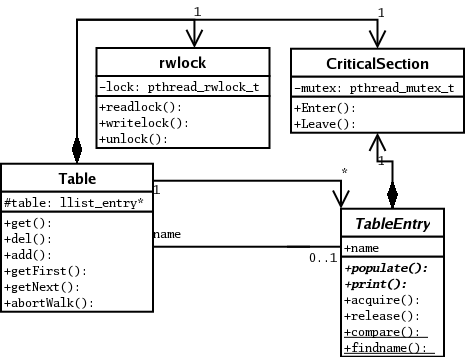 1
1
rwlock
-lock: pthread_rwlock_t
+readlock():
+writelock():
+unlock():
CriticalSection
-mutex: pthread_mutex_t
+Enter():
+Leave():
1
Table
#table: llist_entry*
+get():
+del():
+add():
+getFirst():
+getNext():
+abortWalk():
1
*
name
0..1
TableEntry
+name
+populate():
+print():
+acquire():
+release():
+compare():
+findname():